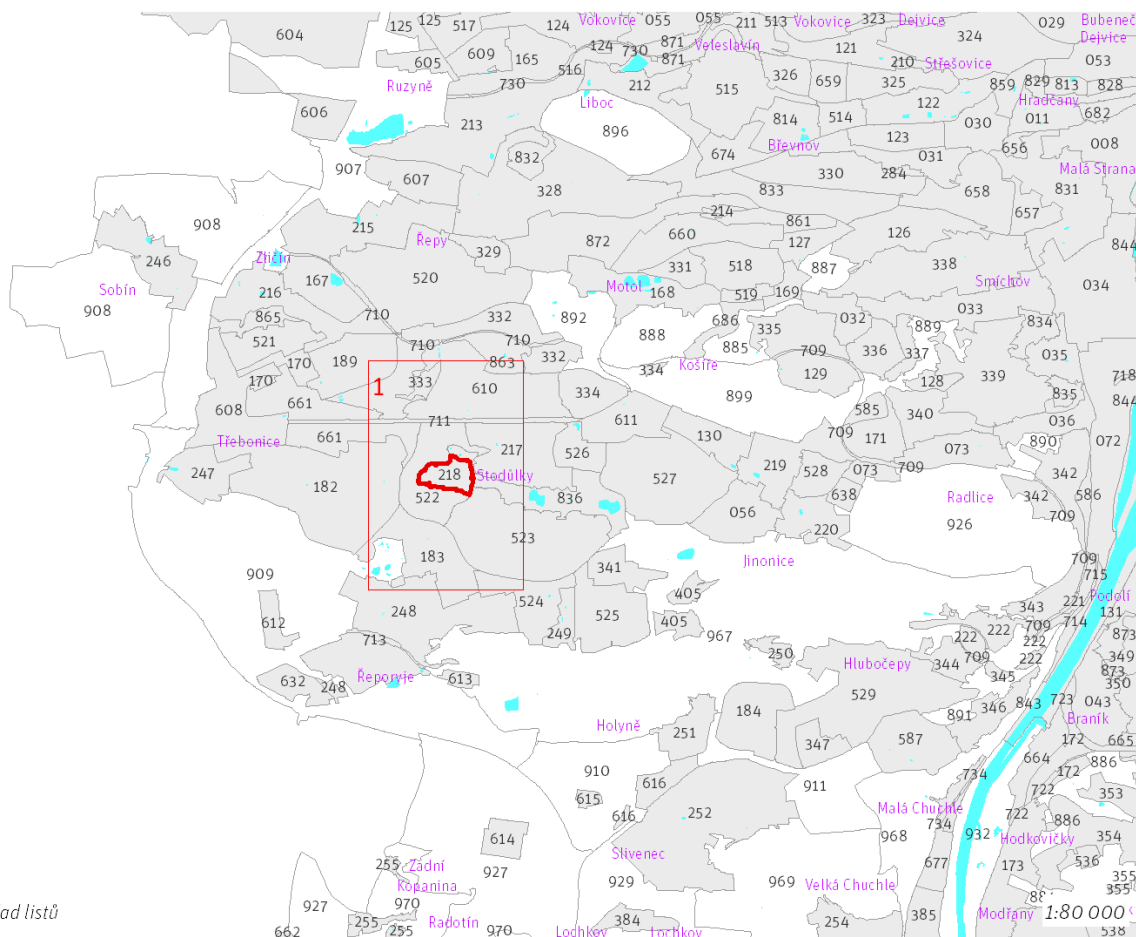 604 125 125 517 124 Vokovice 055 055 211 513 Vokovice 323 Dejvice 029 Bubeneč
609 165 124 730 871 Veleslavín 121 324 Dejvice
605 516 871 210 Střešovice 053
Ruzyně 730 212 515 326 659 325 859 829 813 828
606 Liboc 122 Hradčany
213 896 814 514 030 011 682
Břevnov 123 656 008
832 674 031
907 607 328 330 284 Malá Strana
833 658 831
908 215 214 861 657
Řepy 872 660 127 126 844
246 Zličín 329 331 518 887 338
167 520 Motol Smíchov 034
Sobín 216 168 519 169
908 865 710 332 892 686 335 032 033 834
521 888 889
710 710 885 709 336 337 035
170 189 863 332 Košíře
170 1 333 610 334 334 129 128 339 718
661 899 835 844
608 711 611 585 340 036
Třebonice 661 217 130 709 171 890 072
247 526 073 709
218 Stodůlky 527 219 528 073 342
182 522 836 638 Radlice 342 586
056 926 709
523 220
183 341 Jinonice 709
909 715
405 Podolí
612 248 524 525 405 343 221 131
249 967 222 222 709 714 873
713 250 222 349
Řeporyje Hlubočepy 344 709 222 873
632 248 613 345 350
529 843 723 043
184 891 346 Braník
Holyně 251 347 587 172 665
664 886
910 734 172
616 911 722 353
615 616 252 Malá Chuchle 722 886
614 734 968 932 Hodkovičky 354
Slivenec 536
255 Zadní Kopanina 927 677 173 355
929 969 Velká Chuchle 355
927 970
ad listů 255 Radotín 384 254 385 Modřany 1:80 000
662 255 970 Lochkov Lochkov 538